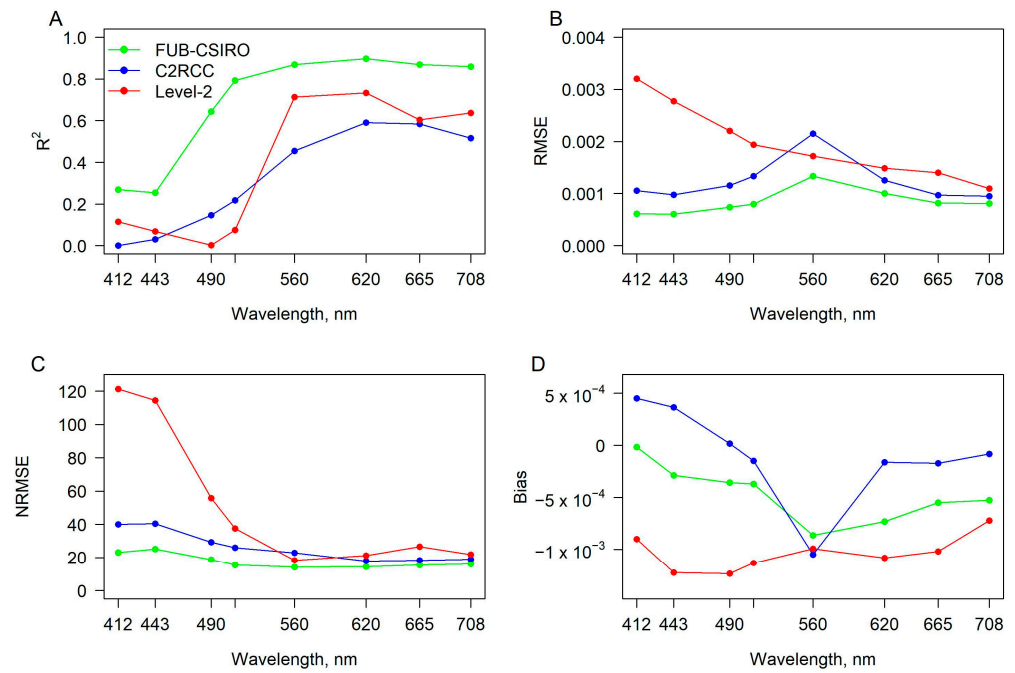 A
1.0
0.8
0.6
0.4
0.2
0.0
R²
FUB-CSIRO
C2RCC
Level-2
412 443 490 560 620 665 708
Wavelength, nm
B
0.004
0.003
0.002
0.001
0.000
RMSE
412 443 490 560 620 665 708
Wavelength, nm
C
120
100
80
60
40
20
0
NRMSE
412 443 490 560 620 665 708
Wavelength, nm
D
5 x 10⁻⁴
0
−5 x 10⁻⁴
−1 x 10⁻³
Bias
412 443 490 560 620 665 708
Wavelength, nm